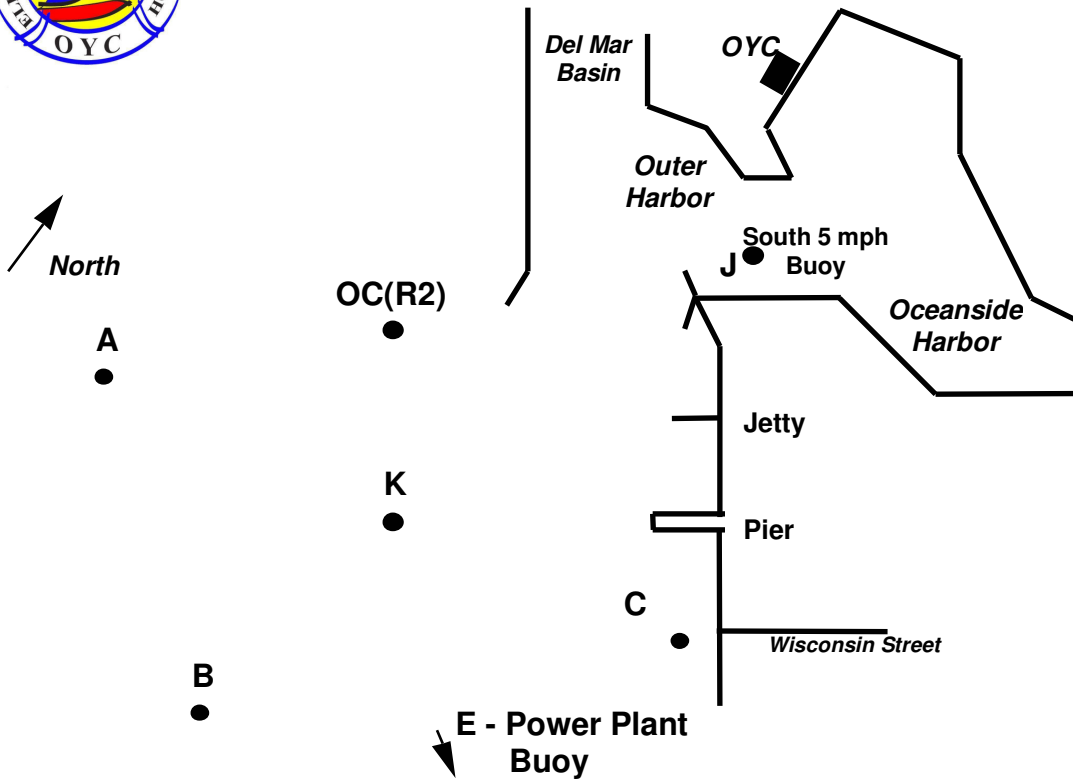 OYC
Del Mar
Basin
OYC
Outer
Harbor
North
South 5 mph
J Buoy
OC(R2)
Oceanside
Harbor
A
Jetty
K
Pier
C
Wisconsin Street
B
E - Power Plant
Buoy